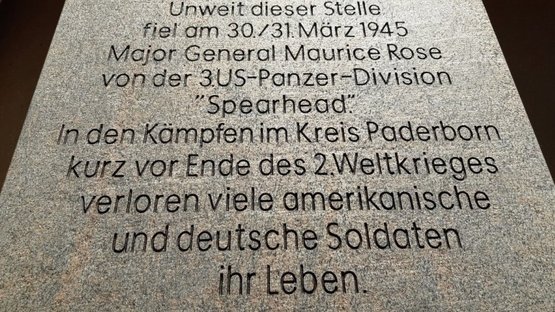 Unweit dieser Stelle
fiel am 30./31. März 1945
Major General Maurice Rose
von der 3US-Panzer-Division
"Spearhead".
In den Kämpfen im Kreis Paderborn
kurz vor Ende des 2.Weltkrieges
verloren viele amerikanische
und deutsche Soldaten
ihr Leben.